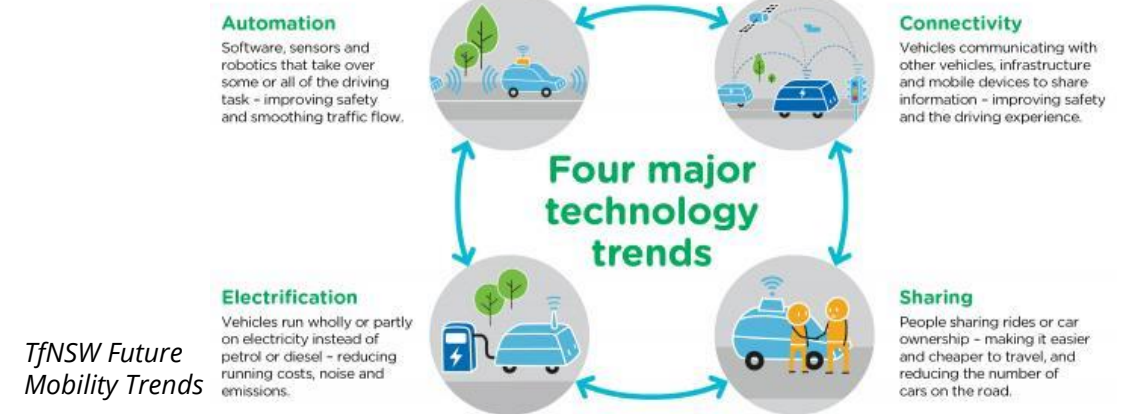 Automation
Software, sensors and
robotics that take over
some or all of the driving
task – improving safety
and smoothing traffic flow.
Connectivity
Vehicles communicating with
other vehicles, infrastructure
and mobile devices to share
information – improving safety
and the driving experience.
Four major
technology
trends
Electrification
Vehicles run wholly or partly
on electricity instead of
petrol or diesel – reducing
running costs, noise and
emissions.
Sharing
People sharing rides or car
ownership – making it easier
and cheaper to travel, and
reducing the number of
cars on the road.
TfNSW Future
Mobility Trends